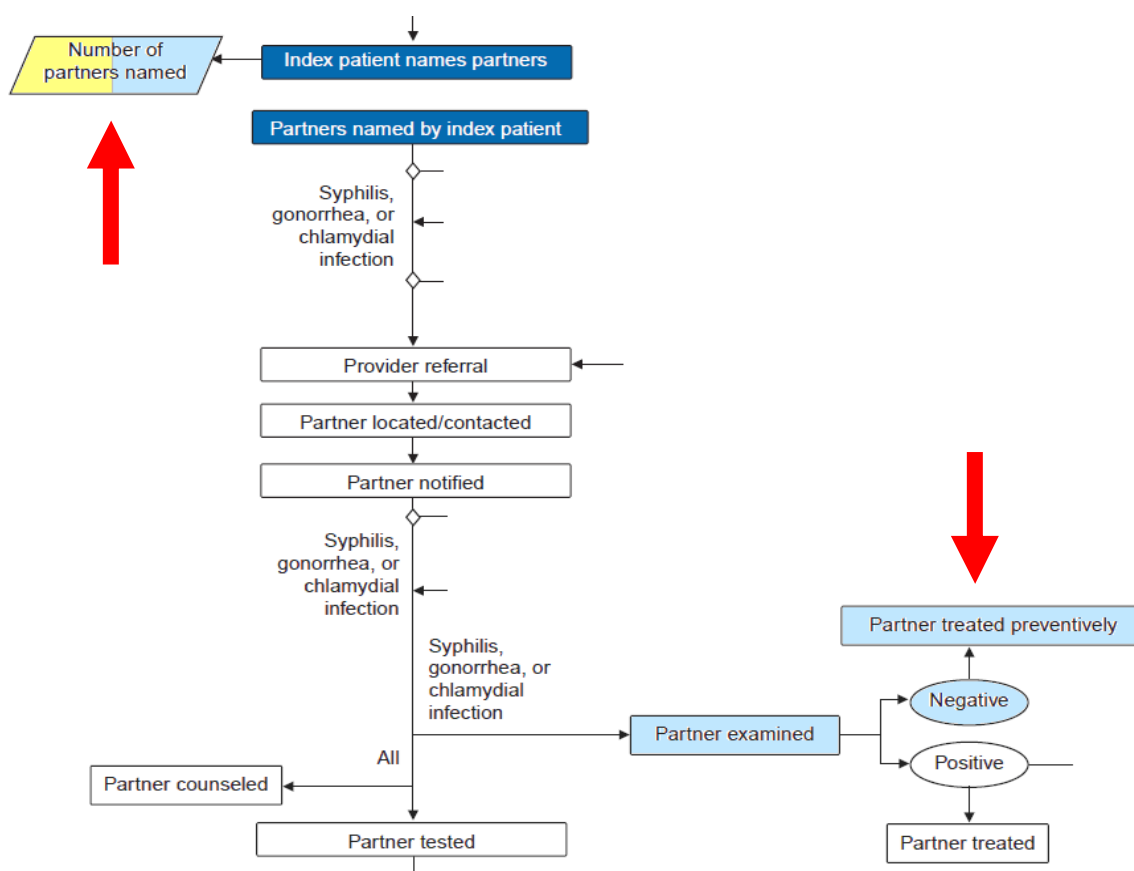 Number of
partners named
Index patient names partners
Partners named by index patient
Syphilis,
gonorrhea, or
chlamydial
infection
Provider referral
Partner located/contacted
Partner notified
Syphilis,
gonorrhea, or
chlamydial
infection
Syphilis,
gonorrhea, or
chlamydial
infection
Partner treated preventively
Negative
Partner examined
Positive
All
Partner counseled
Partner tested
Partner treated